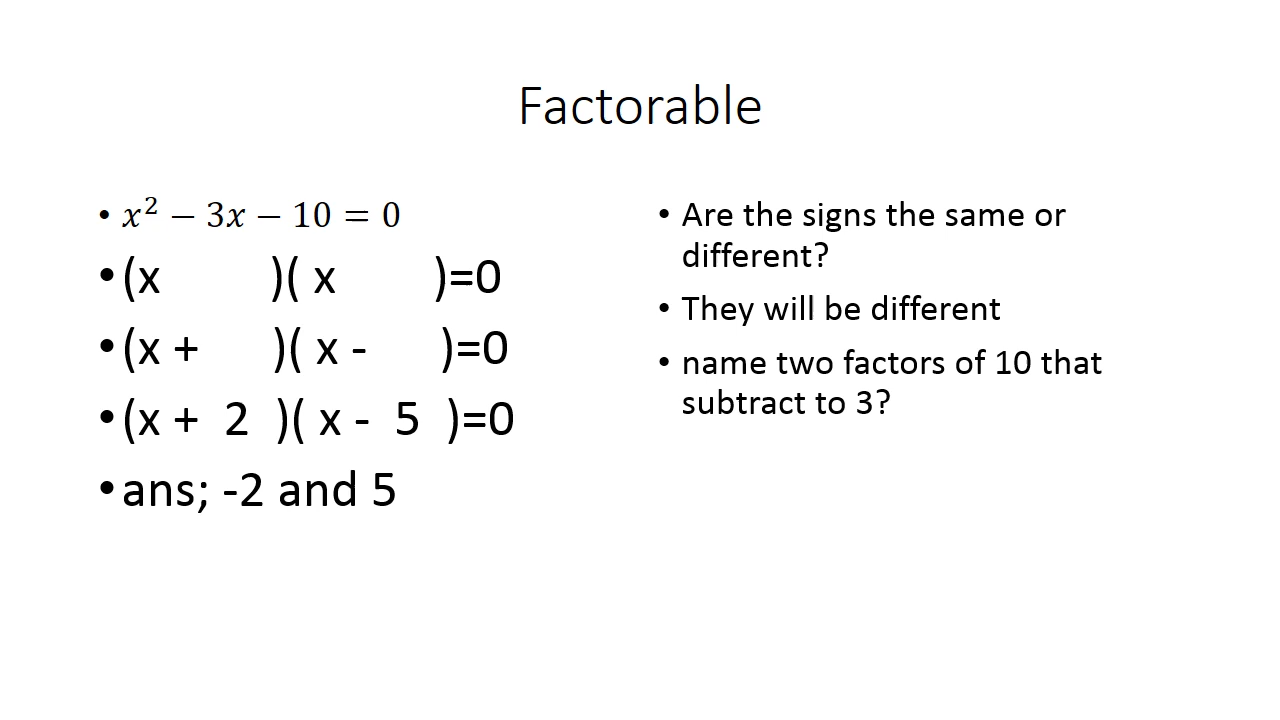 Factorable
• x² − 3x − 10 = 0
• (x )( x )=0
• (x + )( x - )=0
• (x + 2 )( x - 5 )=0
• ans; -2 and 5
• Are the signs the same or
different?
• They will be different
• name two factors of 10 that
subtract to 3?